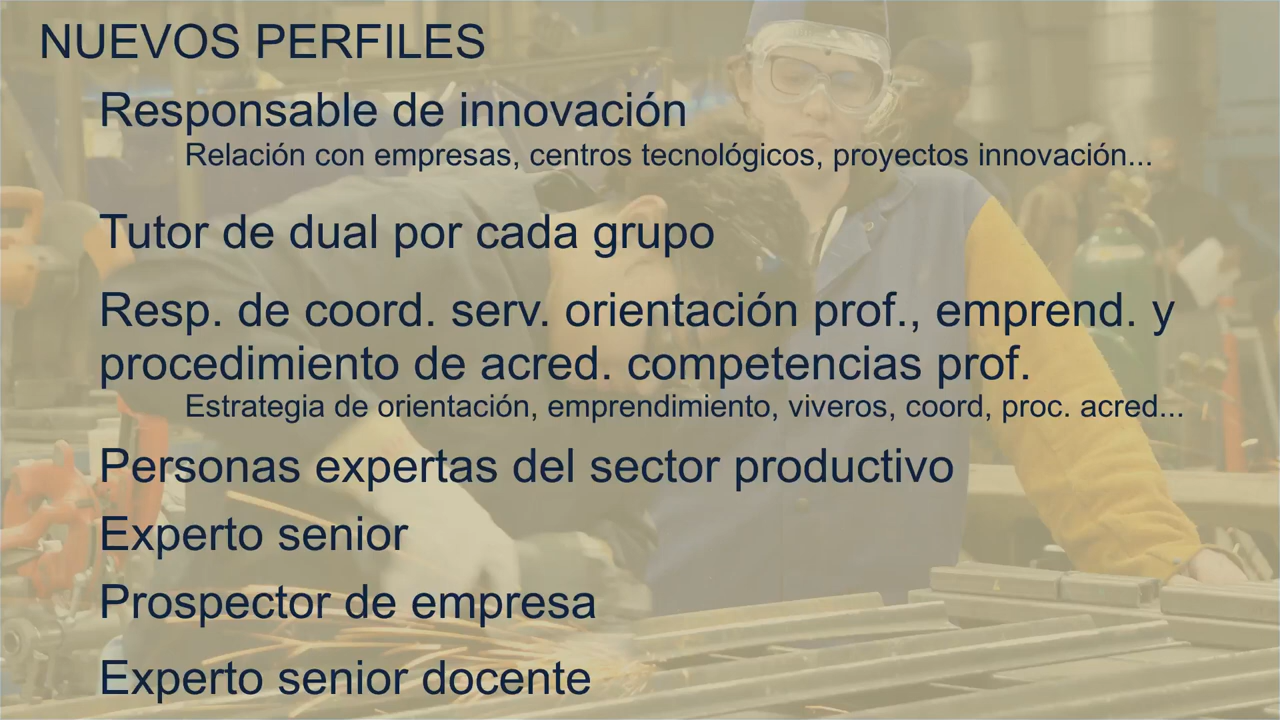 NUEVOS PERFILES
Responsable de innovación
Relación con empresas, centros tecnológicos, proyectos innovación...
Tutor de dual por cada grupo
Resp. de coord. serv. orientación prof., emprend. y
procedimiento de acred. competencias prof.
Estrategia de orientación, emprendimiento, viveros, coord, proc. acred...
Personas expertas del sector productivo
Experto senior
Prospector de empresa
Experto senior docente